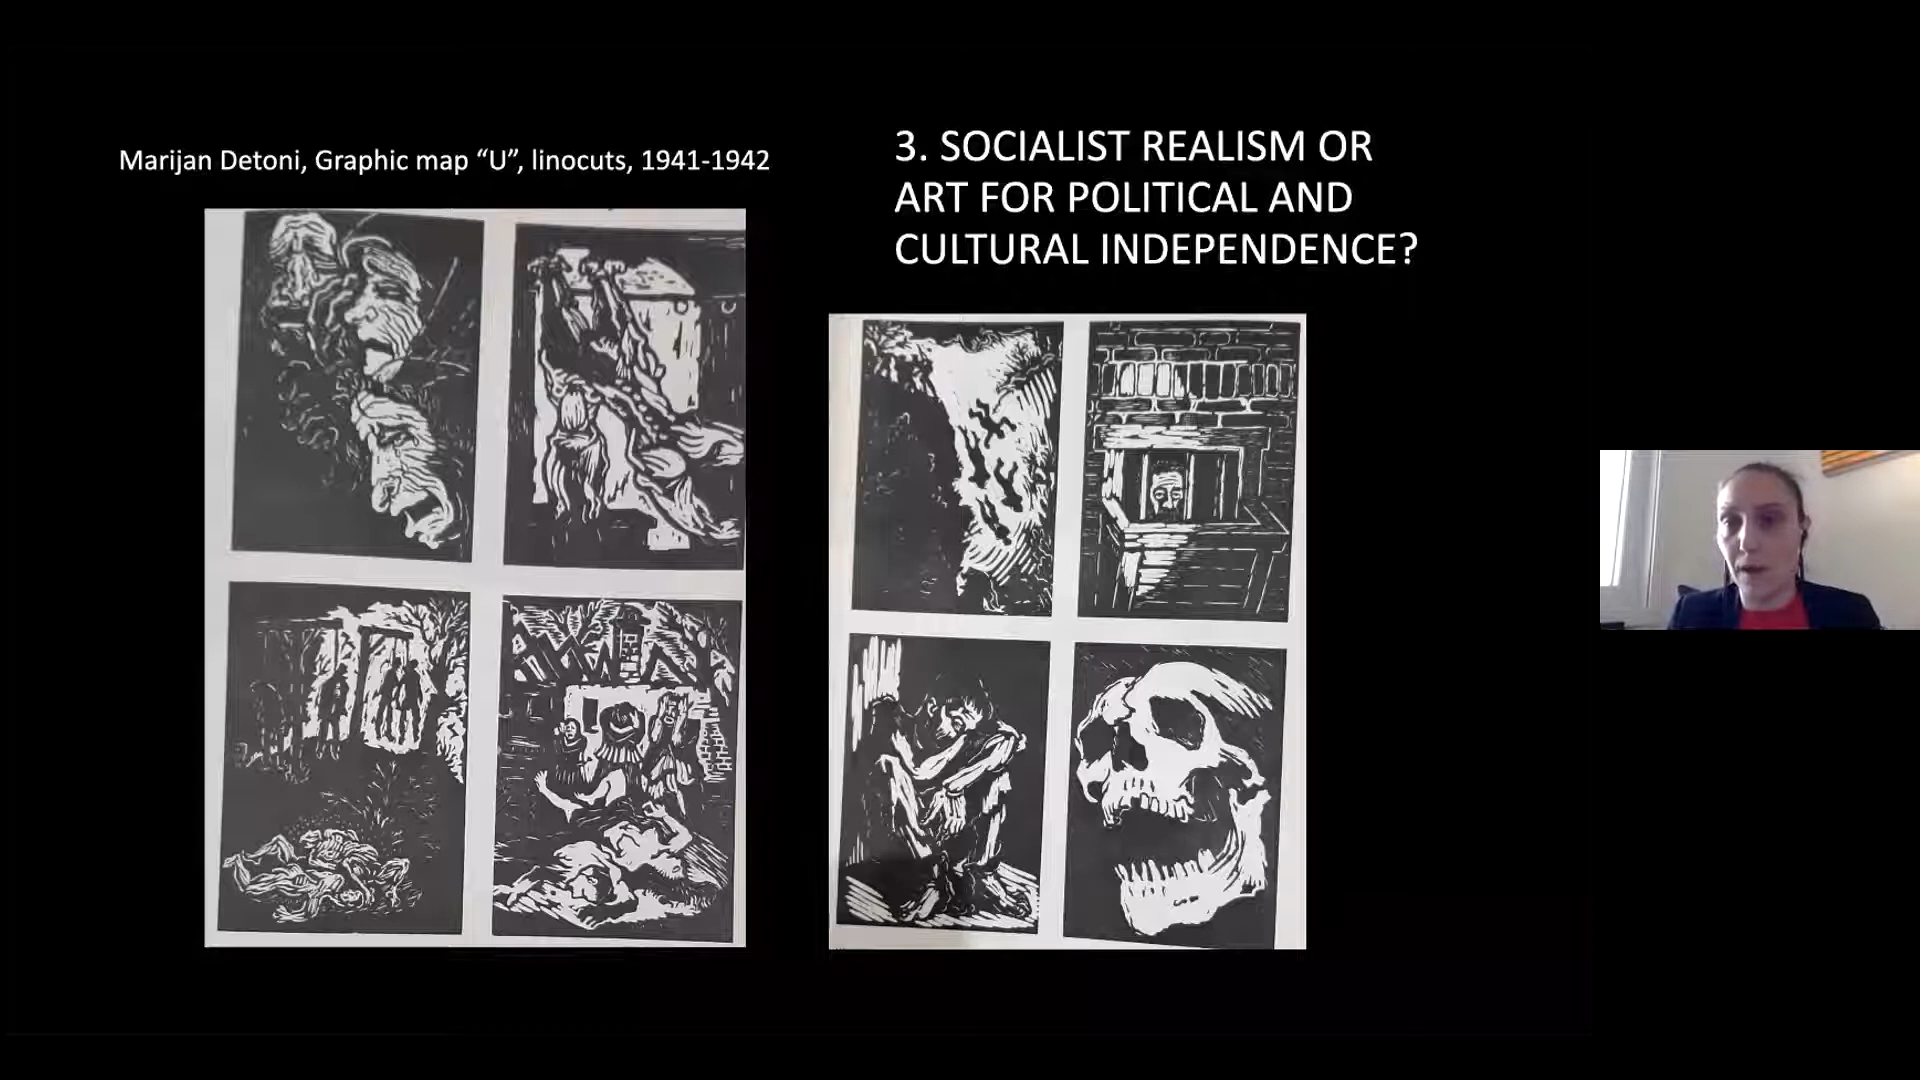 Marijan Detoni, Graphic map “U”, linocuts, 1941-1942
3. SOCIALIST REALISM OR
ART FOR POLITICAL AND
CULTURAL INDEPENDENCE?